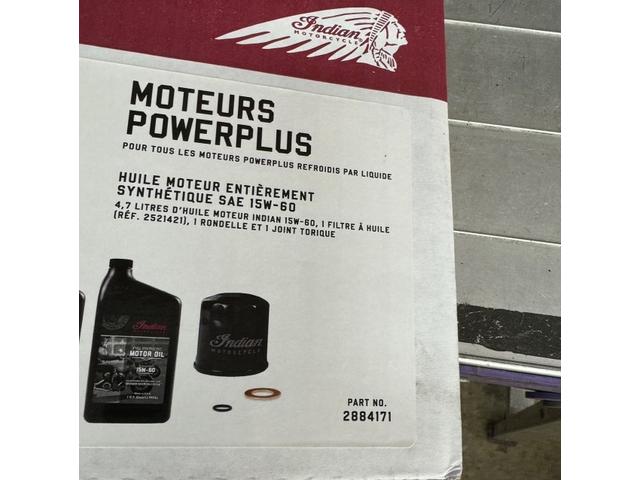 Indian
MOTORCYCLE
MOTEURS
POWERPLUS
POUR TOUS LES MOTEURS POWERPLUS REFROIDIS PAR LIQUIDE
HUILE MOTEUR ENTIÈREMENT
SYNTHÉTIQUE SAE 15W-60
4,7 LITRES D'HUILE MOTEUR INDIAN 15W-60, 1 FILTRE À HUILE
(RÉF. 2521421), 1 RONDELLE ET 1 JOINT TORIQUE
Indian
MOTOR OIL
15W-60
Indian
MOTORCYCLE
PART NO.
2884171